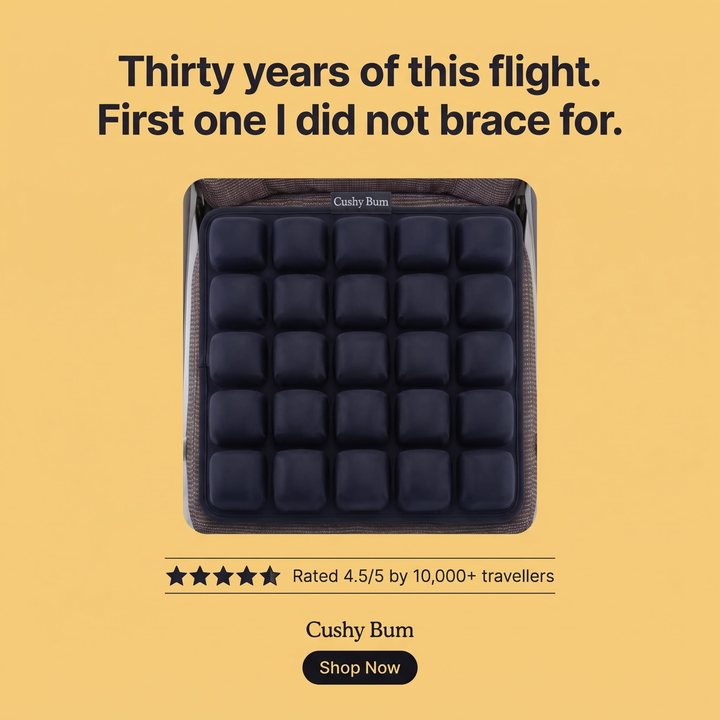 Thirty years of this flight.
First one I did not brace for.
Cushy Bum
Rated 4.5/5 by 10,000+ travellers
Cushy Bum
Shop Now